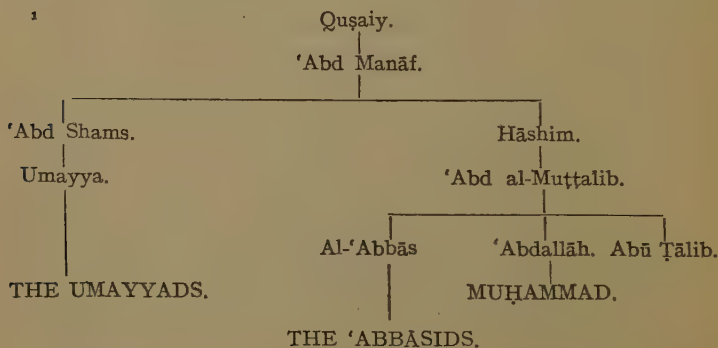 1
Quṣaiy.
‘Abd Manāf.
‘Abd Shams. Hāshim.
Umayya. ‘Abd al-Muṭṭalib.
Al-‘Abbās ‘Abdallāh. Abū Ṭālib.
THE UMAYYADS. MUḤAMMAD.
THE ‘ABBĀSIDS.